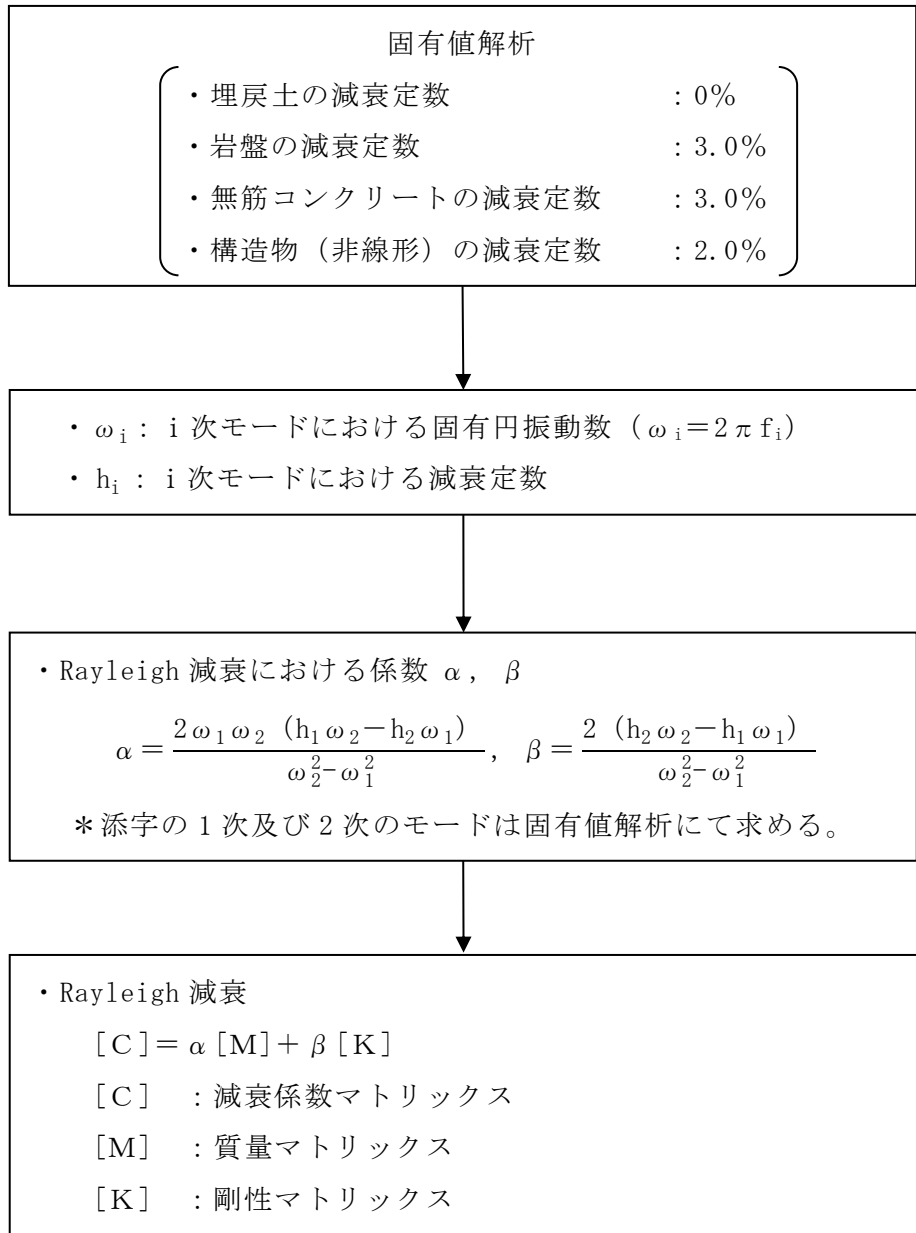 固有値解析
・埋戻土の減衰定数 : 0%
・岩盤の減衰定数 : 3.0%
・無筋コンクリートの減衰定数 : 3.0%
・構造物（非線形）の減衰定数 : 2.0%
・ω_i : i次モードにおける固有円振動数（ω_i＝2πf_i）
・h_i : i次モードにおける減衰定数
・Rayleigh減衰における係数 α, β
α＝\frac{2ω_1ω_2（h_1ω_2－h_2ω_1）}{ω_2^2－ω_1^2}, β＝\frac{2（h_2ω_2－h_1ω_1）}{ω_2^2－ω_1^2}
＊添字の1次及び2次のモードは固有値解析にて求める。
・Rayleigh減衰
[C]＝α[M]＋β[K]
[C] :減衰係数マトリックス
[M] :質量マトリックス
[K] :剛性マトリックス